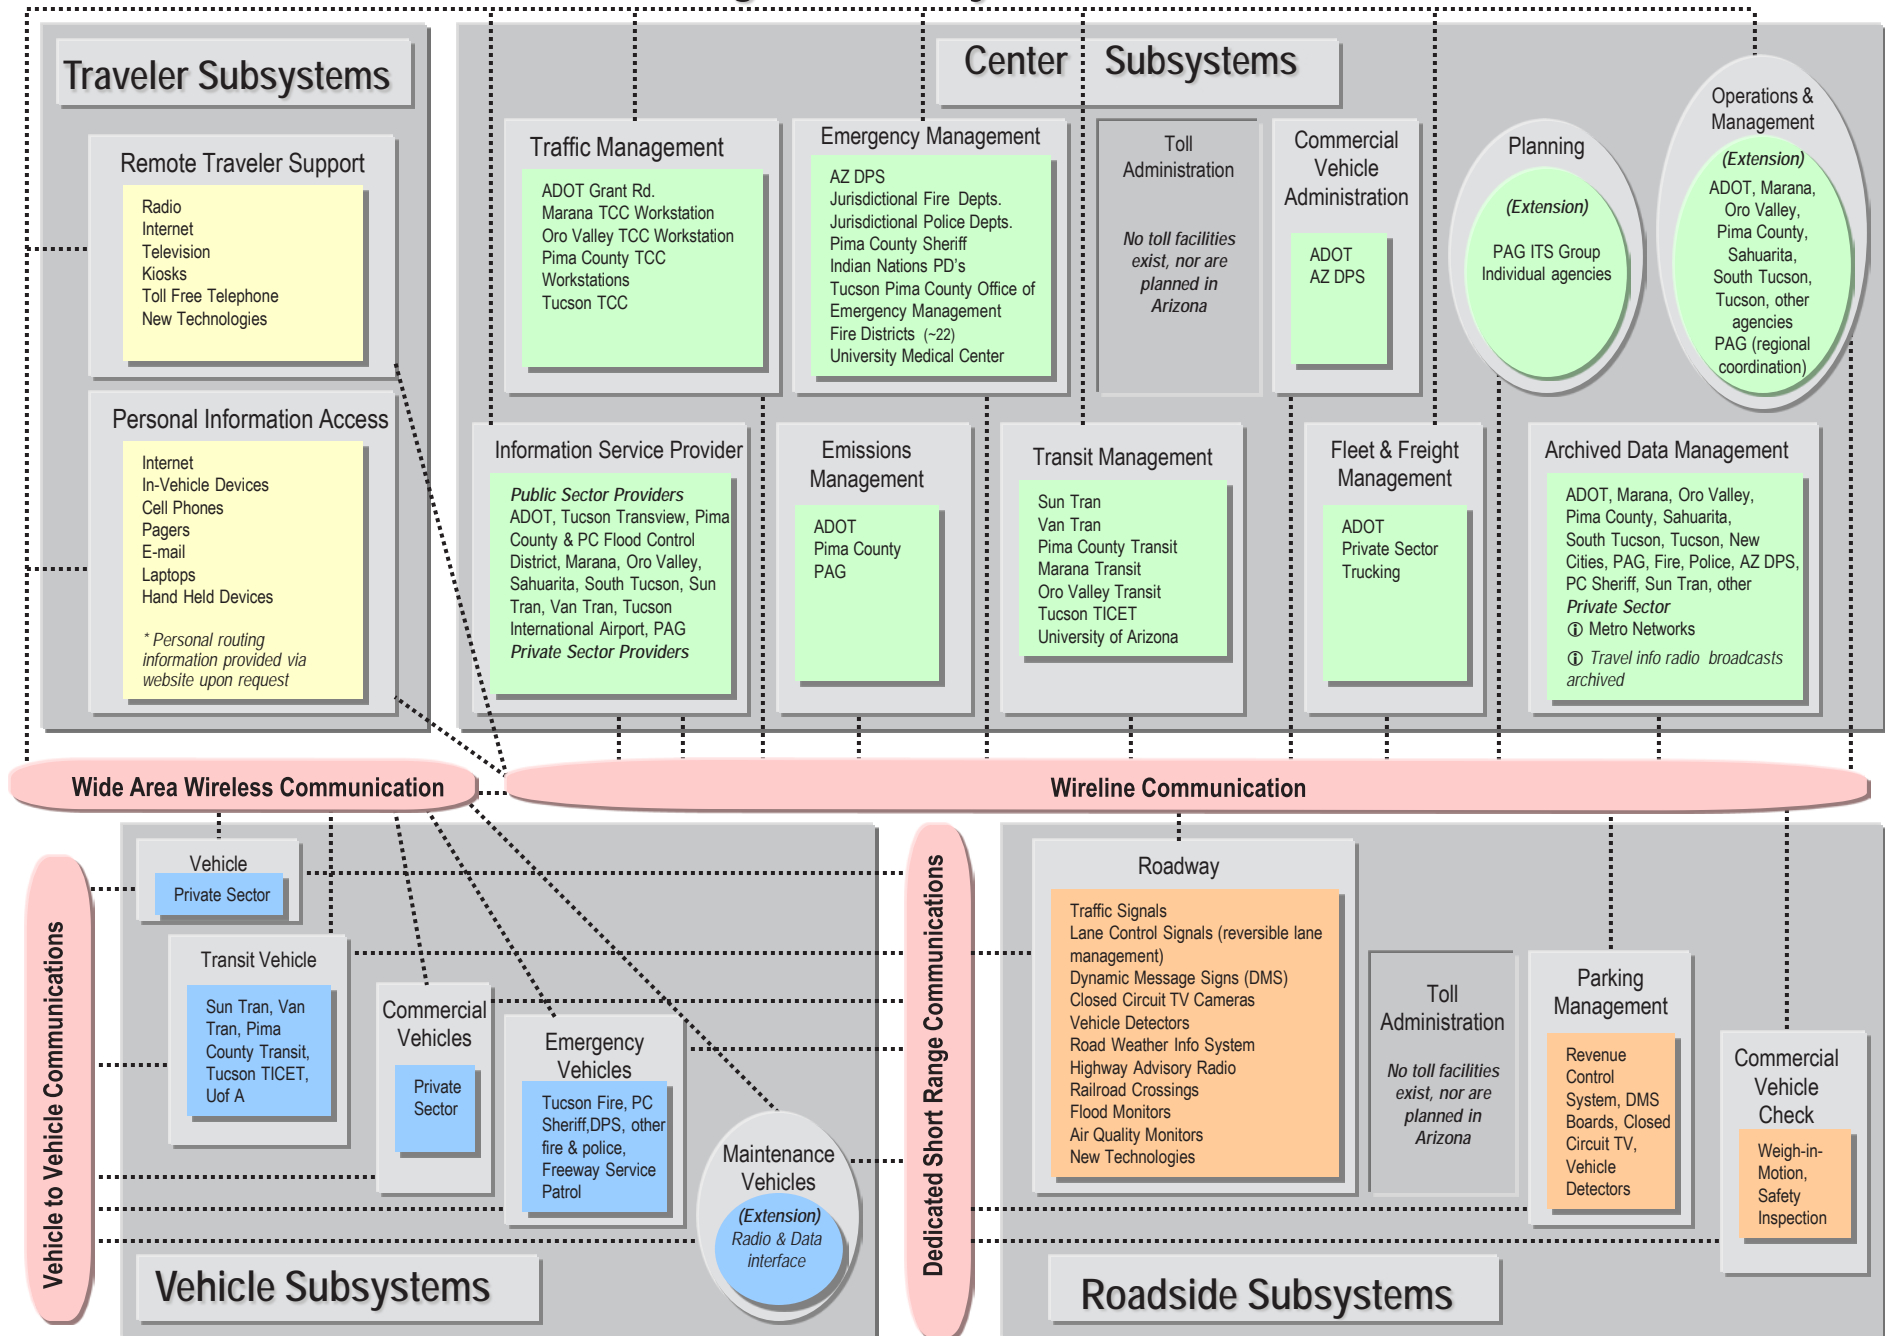 Traveler Subsystems
Remote Traveler Support
Radio
Internet
Television
Kiosks
Toll Free Telephone
New Technologies
Personal Information Access
Internet
In-Vehicle Devices
Cell Phones
Pagers
E-mail
Laptops
Hand Held Devices
* Personal routing
information provided via
website upon request
Center Subsystems
Traffic Management
ADOT Grant Rd.
Marana TCC Workstation
Oro Valley TCC Workstation
Pima County TCC
Workstations
Tucson TCC
Emergency Management
AZ DPS
Jurisdictional Fire Depts.
Jurisdictional Police Depts.
Pima County Sheriff
Indian Nations PD's
Tucson Pima County Office of
Emergency Management
Fire Districts (~22)
University Medical Center
Toll
Administration
No toll facilities
exist, nor are
planned in
Arizona
Commercial
Vehicle
Administration
ADOT
AZ DPS
Planning
(Extension)
PAG ITS Group
Individual agencies
Operations &
Management
(Extension)
ADOT, Marana,
Oro Valley,
Pima County,
Sahuarita,
South Tucson,
Tucson, other
agencies
PAG (regional
coordination)
Information Service Provider
Public Sector Providers
ADOT, Tucson Transview, Pima
County & PC Flood Control
District, Marana, Oro Valley,
Sahuarita, South Tucson, Sun
Tran, Van Tran, Tucson
International Airport, PAG
Private Sector Providers
Emissions
Management
ADOT
Pima County
PAG
Transit Management
Sun Tran
Van Tran
Pima County Transit
Marana Transit
Oro Valley Transit
Tucson TICET
University of Arizona
Fleet & Freight
Management
ADOT
Private Sector
Trucking
Archived Data Management
ADOT, Marana, Oro Valley,
Pima County, Sahuarita,
South Tucson, Tucson, New
Cities, PAG, Fire, Police, AZ DPS,
PC Sheriff, Sun Tran, other
Private Sector
ⓘ Metro Networks
ⓘ Travel info radio broadcasts
archived
Wide Area Wireless Communication
Wireline Communication
Vehicle to Vehicle Communications
Vehicle
Private Sector
Transit Vehicle
Sun Tran, Van
Tran, Pima
County Transit,
Tucson TICET,
Uof A
Commercial
Vehicles
Private
Sector
Emergency
Vehicles
Tucson Fire, PC
Sheriff,DPS, other
fire & police,
Freeway Service
Patrol
Maintenance
Vehicles
(Extension)
Radio & Data
interface
Vehicle Subsystems
Dedicated Short Range Communications
Roadway
Traffic Signals
Lane Control Signals (reversible lane
management)
Dynamic Message Signs (DMS)
Closed Circuit TV Cameras
Vehicle Detectors
Road Weather Info System
Highway Advisory Radio
Railroad Crossings
Flood Monitors
Air Quality Monitors
New Technologies
Toll
Administration
No toll facilities
exist, nor are
planned in
Arizona
Parking
Management
Revenue
Control
System, DMS
Boards, Closed
Circuit TV,
Vehicle
Detectors
Commercial
Vehicle
Check
Weigh-in-
Motion,
Safety
Inspection
Roadside Subsystems